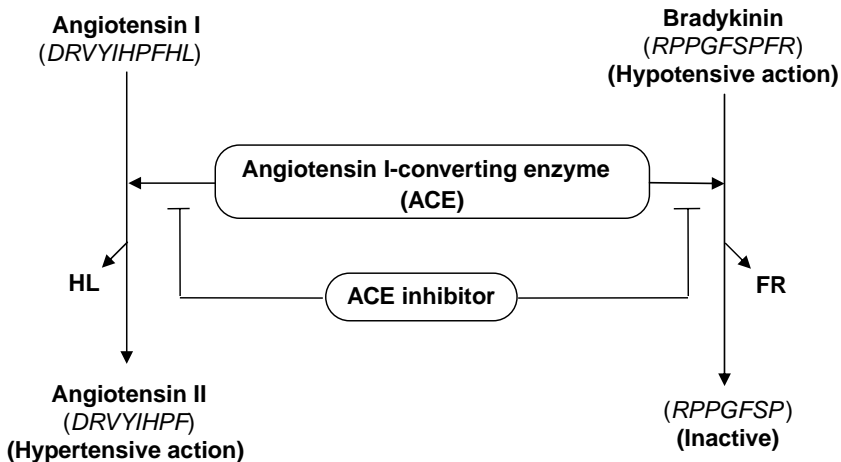 Angiotensin I
(DRVYIHPFHL)
Bradykinin
(RPPGFSPFR)
(Hypotensive action)
Angiotensin I-converting enzyme
(ACE)
HL
ACE inhibitor
FR
Angiotensin II
(DRVYIHPF)
(Hypertensive action)
(RPPGFSP)
(Inactive)